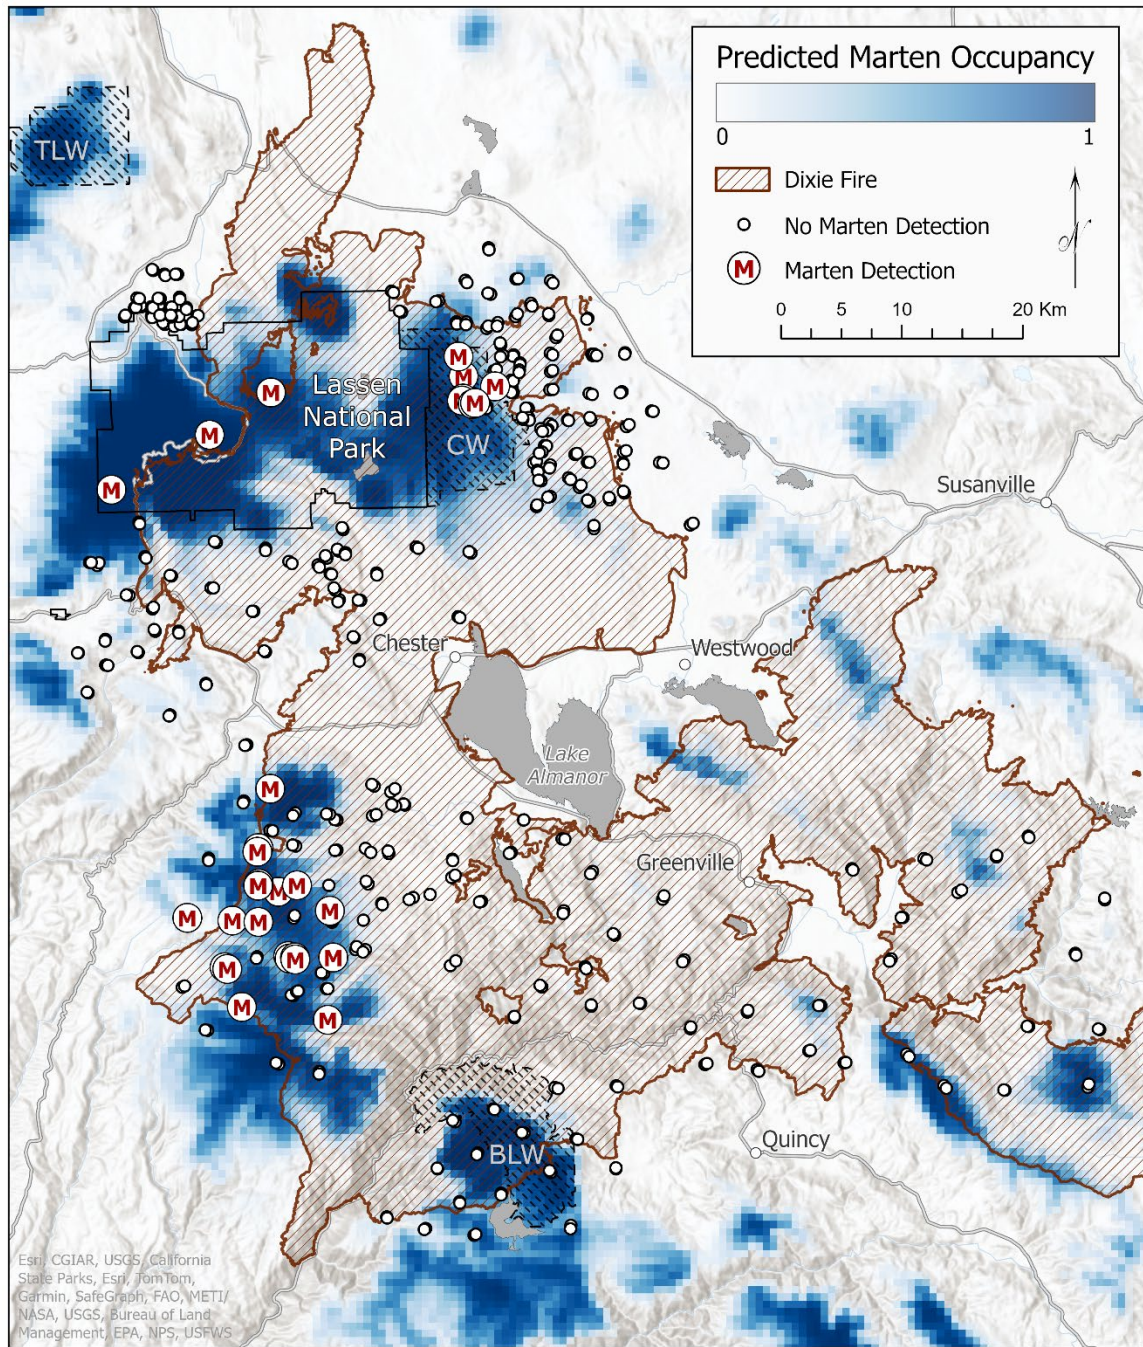 Predicted Marten Occupancy
0 1
Dixie Fire
No Marten Detection
M Marten Detection
0 5 10 20 Km
TLW
M
M
M
M
M
M
Lassen
National
Park
M
M
CW
M
Susanville
Chester
Westwood
Lake
Almanor
M
M
Greenville
M
M
M
M
M
M
M
M
M
M
M
M
BLW
Quincy
Esri, CGIAR, USGS, California
State Parks, Esri, TomTom,
Garmin, SafeGraph, FAO, METI/
NASA, USGS, Bureau of Land
Management, EPA, NPS, USFWS